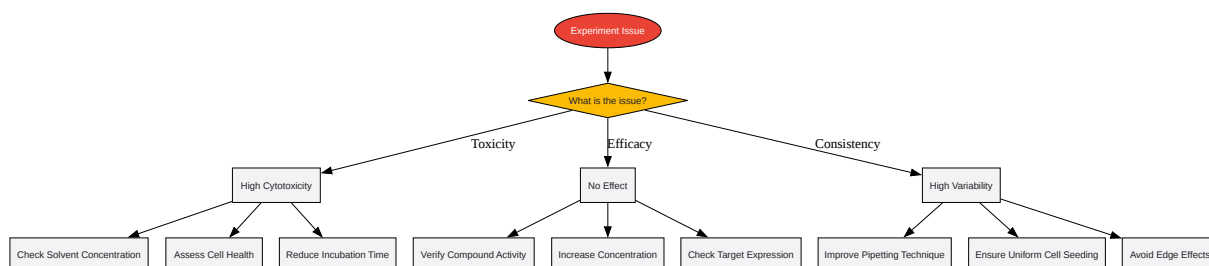 Experiment Issue
What is the issue?
Toxicity
Efficacy
Consistency
High Cytotoxicity
No Effect
High Variability
Check Solvent Concentration
Assess Cell Health
Reduce Incubation Time
Verify Compound Activity
Increase Concentration
Check Target Expression
Improve Pipetting Technique
Ensure Uniform Cell Seeding
Avoid Edge Effects